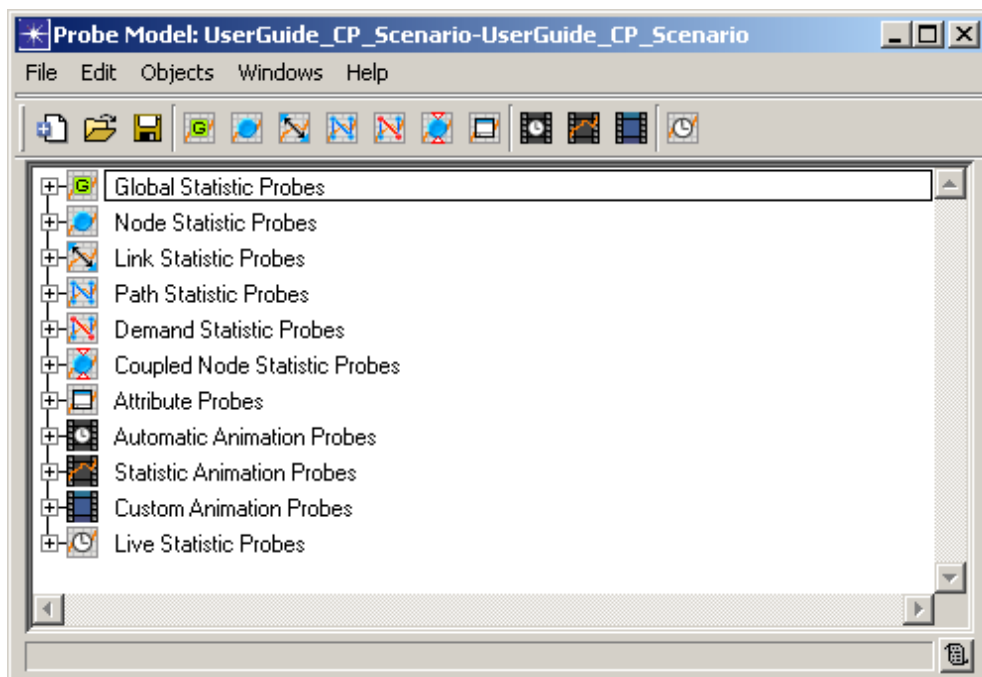 Probe Model: UserGuide_CP_Scenario-UserGuide_CP_Scenario
File Edit Objects Windows Help
G
G Global Statistic Probes
Node Statistic Probes
Link Statistic Probes
Path Statistic Probes
Demand Statistic Probes
Coupled Node Statistic Probes
Attribute Probes
Automatic Animation Probes
Statistic Animation Probes
Custom Animation Probes
Live Statistic Probes